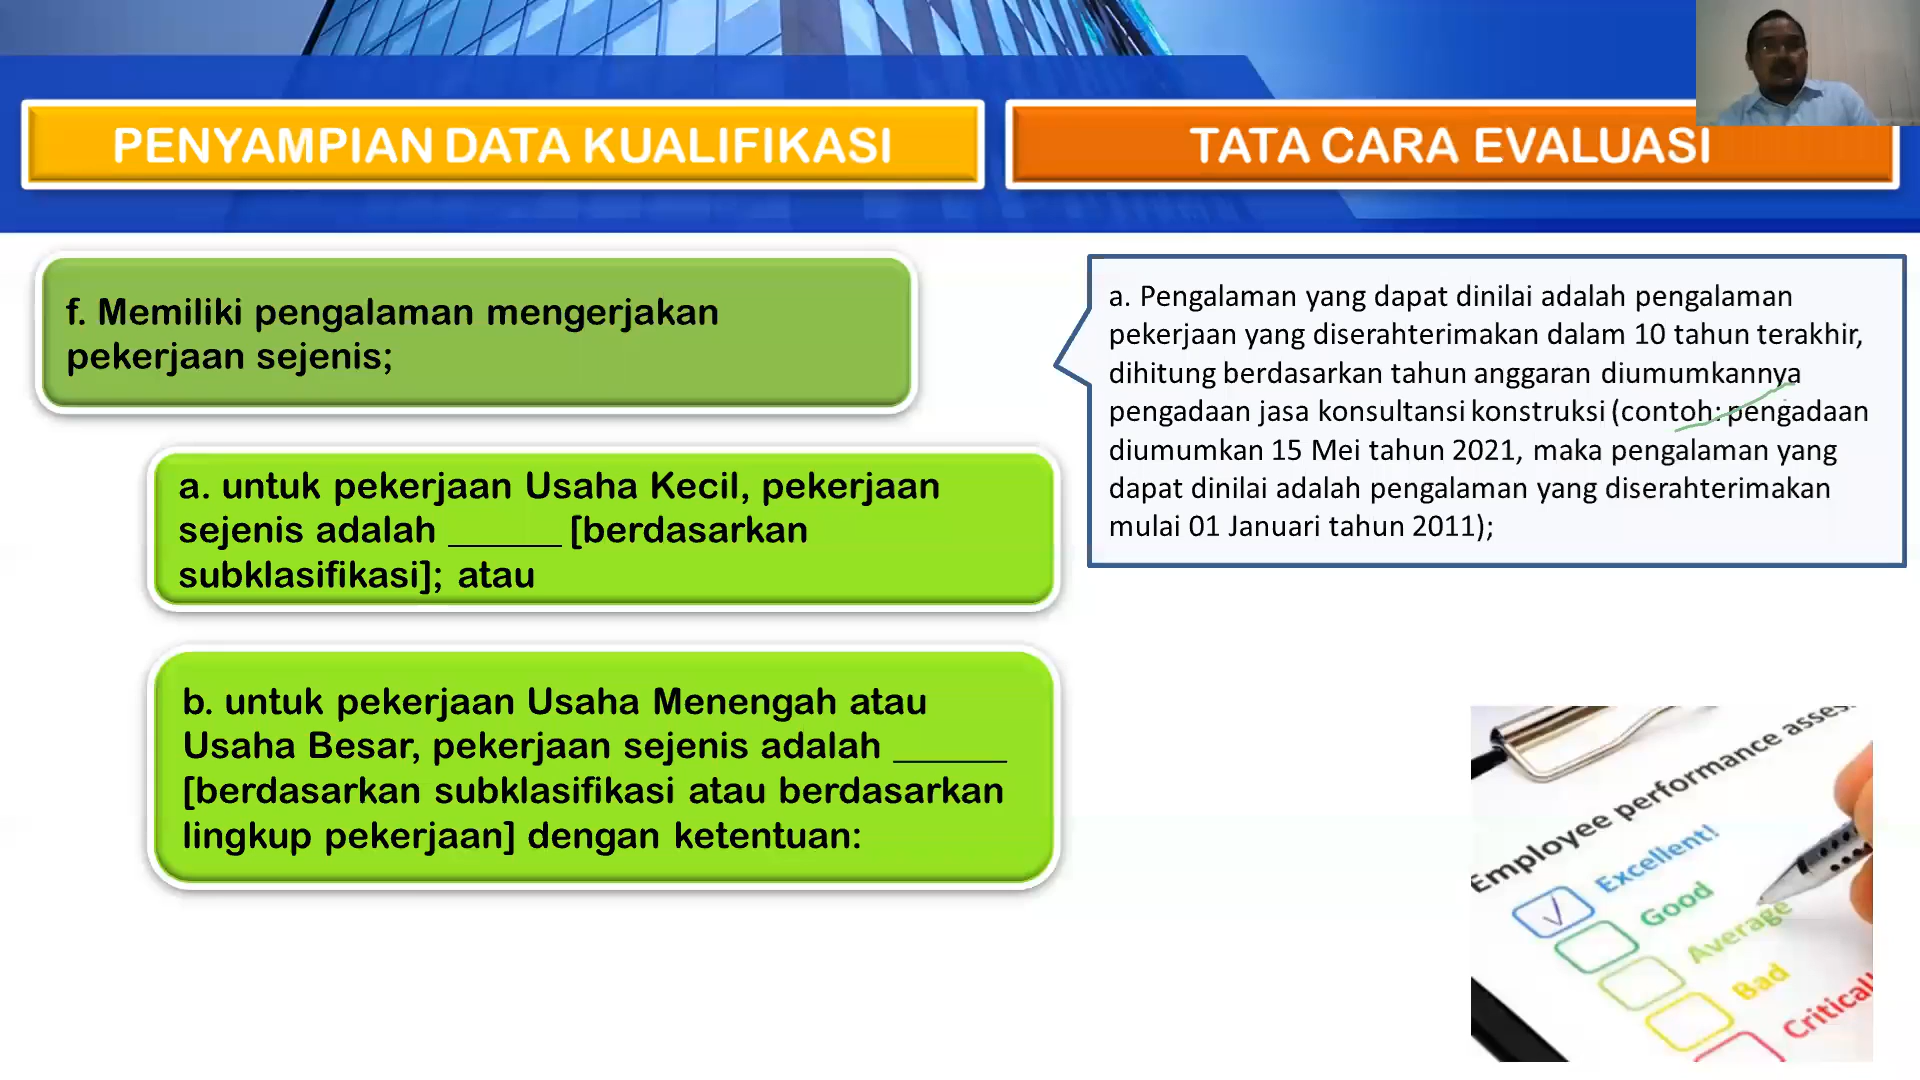 PENYAMPIAN DATA KUALIFIKASI
TATA CARA EVALUASI
f. Memiliki pengalaman mengerjakan
pekerjaan sejenis;
a. untuk pekerjaan Usaha Kecil, pekerjaan
sejenis adalah ______ [berdasarkan
subklasifikasi]; atau
b. untuk pekerjaan Usaha Menengah atau
Usaha Besar, pekerjaan sejenis adalah ______
[berdasarkan subklasifikasi atau berdasarkan
lingkup pekerjaan] dengan ketentuan:
a. Pengalaman yang dapat dinilai adalah pengalaman
pekerjaan yang diserahterimakan dalam 10 tahun terakhir,
dihitung berdasarkan tahun anggaran diumumkannya
pengadaan jasa konsultansi konstruksi (contoh: pengadaan
diumumkan 15 Mei tahun 2021, maka pengalaman yang
dapat dinilai adalah pengalaman yang diserahterimakan
mulai 01 Januari tahun 2011);
Employee performance asses
Excellent!
Good
Average
Bad
Critical